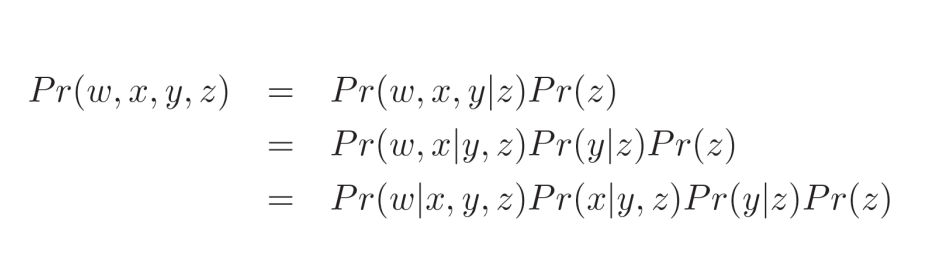 Pr(w, x, y, z) = Pr(w, x, y|z)Pr(z)
= Pr(w, x|y, z)Pr(y|z)Pr(z)
= Pr(w|x, y, z)Pr(x|y, z)Pr(y|z)Pr(z)